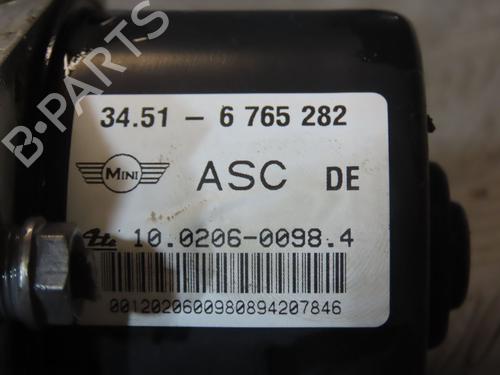 B-PARTS
34.51 - 6 765 282
MINI
ASC DE
10.0206-0098.4
0012020600980894207846